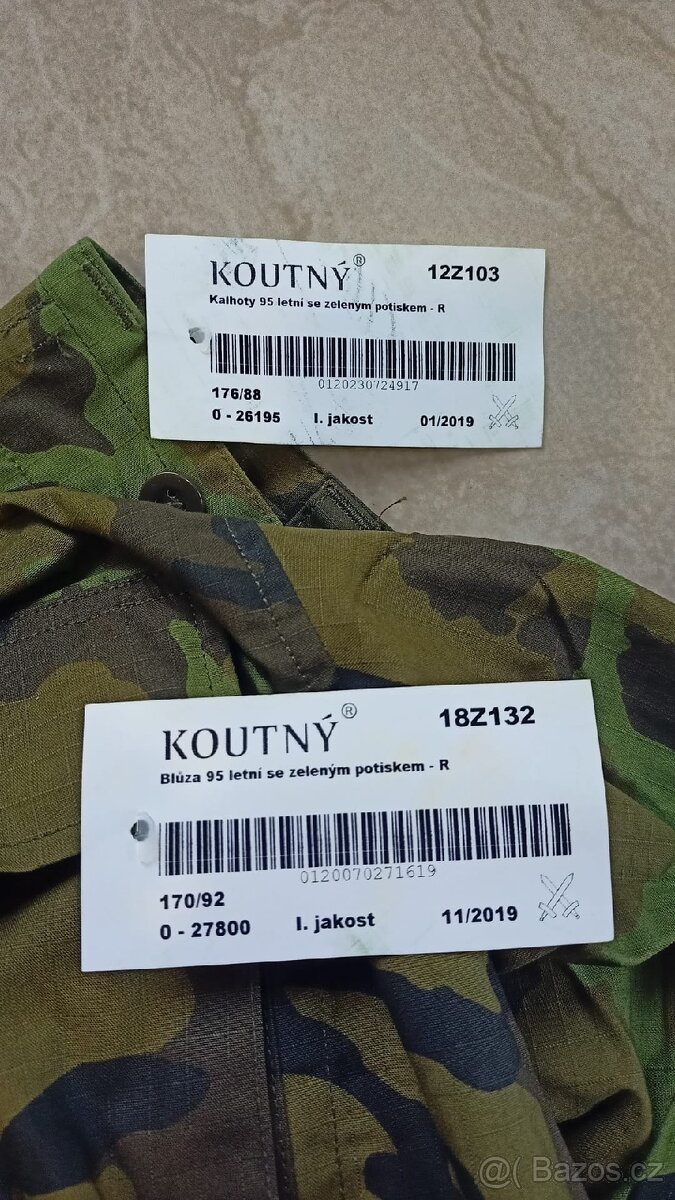 KOUTNÝ® 12Z103
Kalhoty 95 letní se zeleným potiskem - R
0120230724917
176/88
0 - 26195 I. jakost 01/2019
KOUTNÝ® 18Z132
Blůza 95 letní se zeleným potiskem - R
0120070271619
170/92
0 - 27800 I. jakost 11/2019
@( Bazos.cz